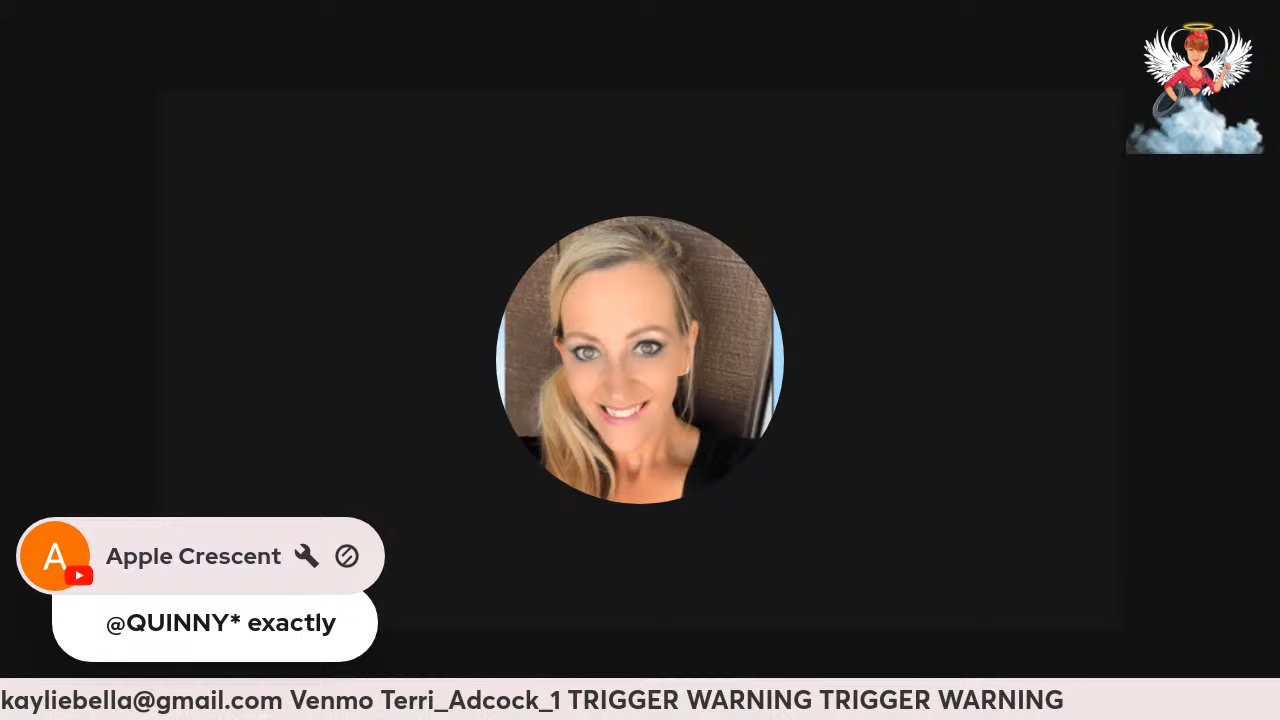 A
Apple Crescent
@QUINNY* exactly
kayliebella@gmail.com Venmo Terri_Adcock_1 TRIGGER WARNING TRIGGER WARNING